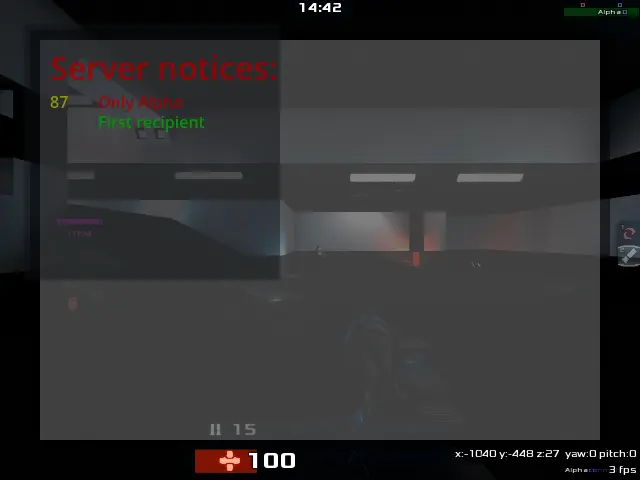 14:42
Alpha
Server notices:
87 Only Alpha
First recipient
15
100
x:-1040 y:-448 z:27 yaw:0 pitch:0
3 fps